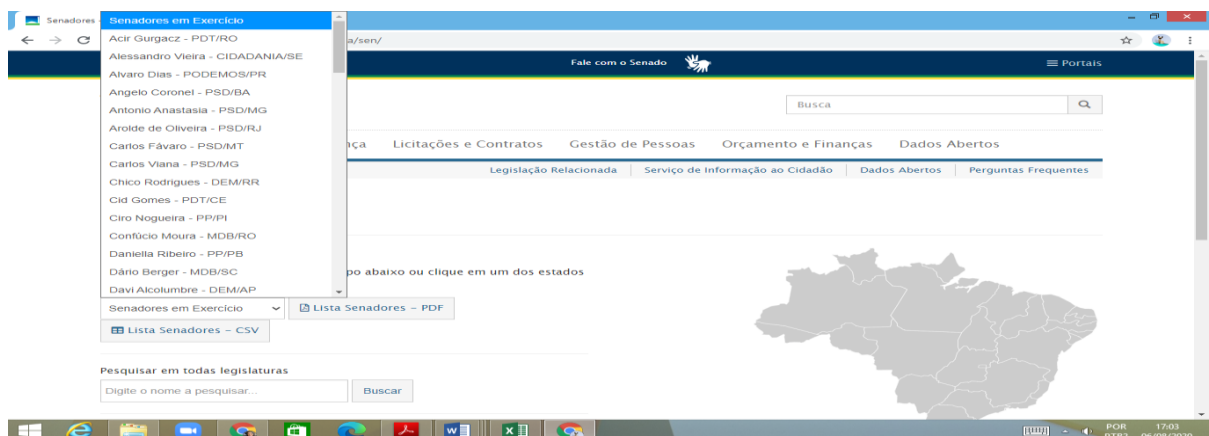 Senadores
Senadores em Exercício
Acir Gurgacz - PDT/RO
Alessandro Vieira - CIDADANIA/SE
Alvaro Dias - PODEMOS/PR
Angelo Coronel - PSD/BA
Antonio Anastasia - PSD/MG
Arolde de Oliveira - PSD/RJ
Carlos Fávaro - PSD/MT
Carlos Viana - PSD/MG
Chico Rodrigues - DEM/RR
Cid Gomes - PDT/CE
Ciro Nogueira - PP/PI
Confúcio Moura - MDB/RO
Daniella Ribeiro - PP/PB
Dário Berger - MDB/SC
Davi Alcolumbre - DEM/AP
a/sen/
Fale com o Senado
Portais
Busca
nça Licitações e Contratos Gestão de Pessoas Orçamento e Finanças Dados Abertos
Legislação Relacionada Serviço de Informação ao Cidadão Dados Abertos Perguntas Frequentes
po abaixo ou clique em um dos estados
Senadores em Exercício Lista Senadores - PDF
Lista Senadores - CSV
Pesquisar em todas legislaturas
Digite o nome a pesquisar... Buscar
POR 17:03
PTB2 06/08/2020